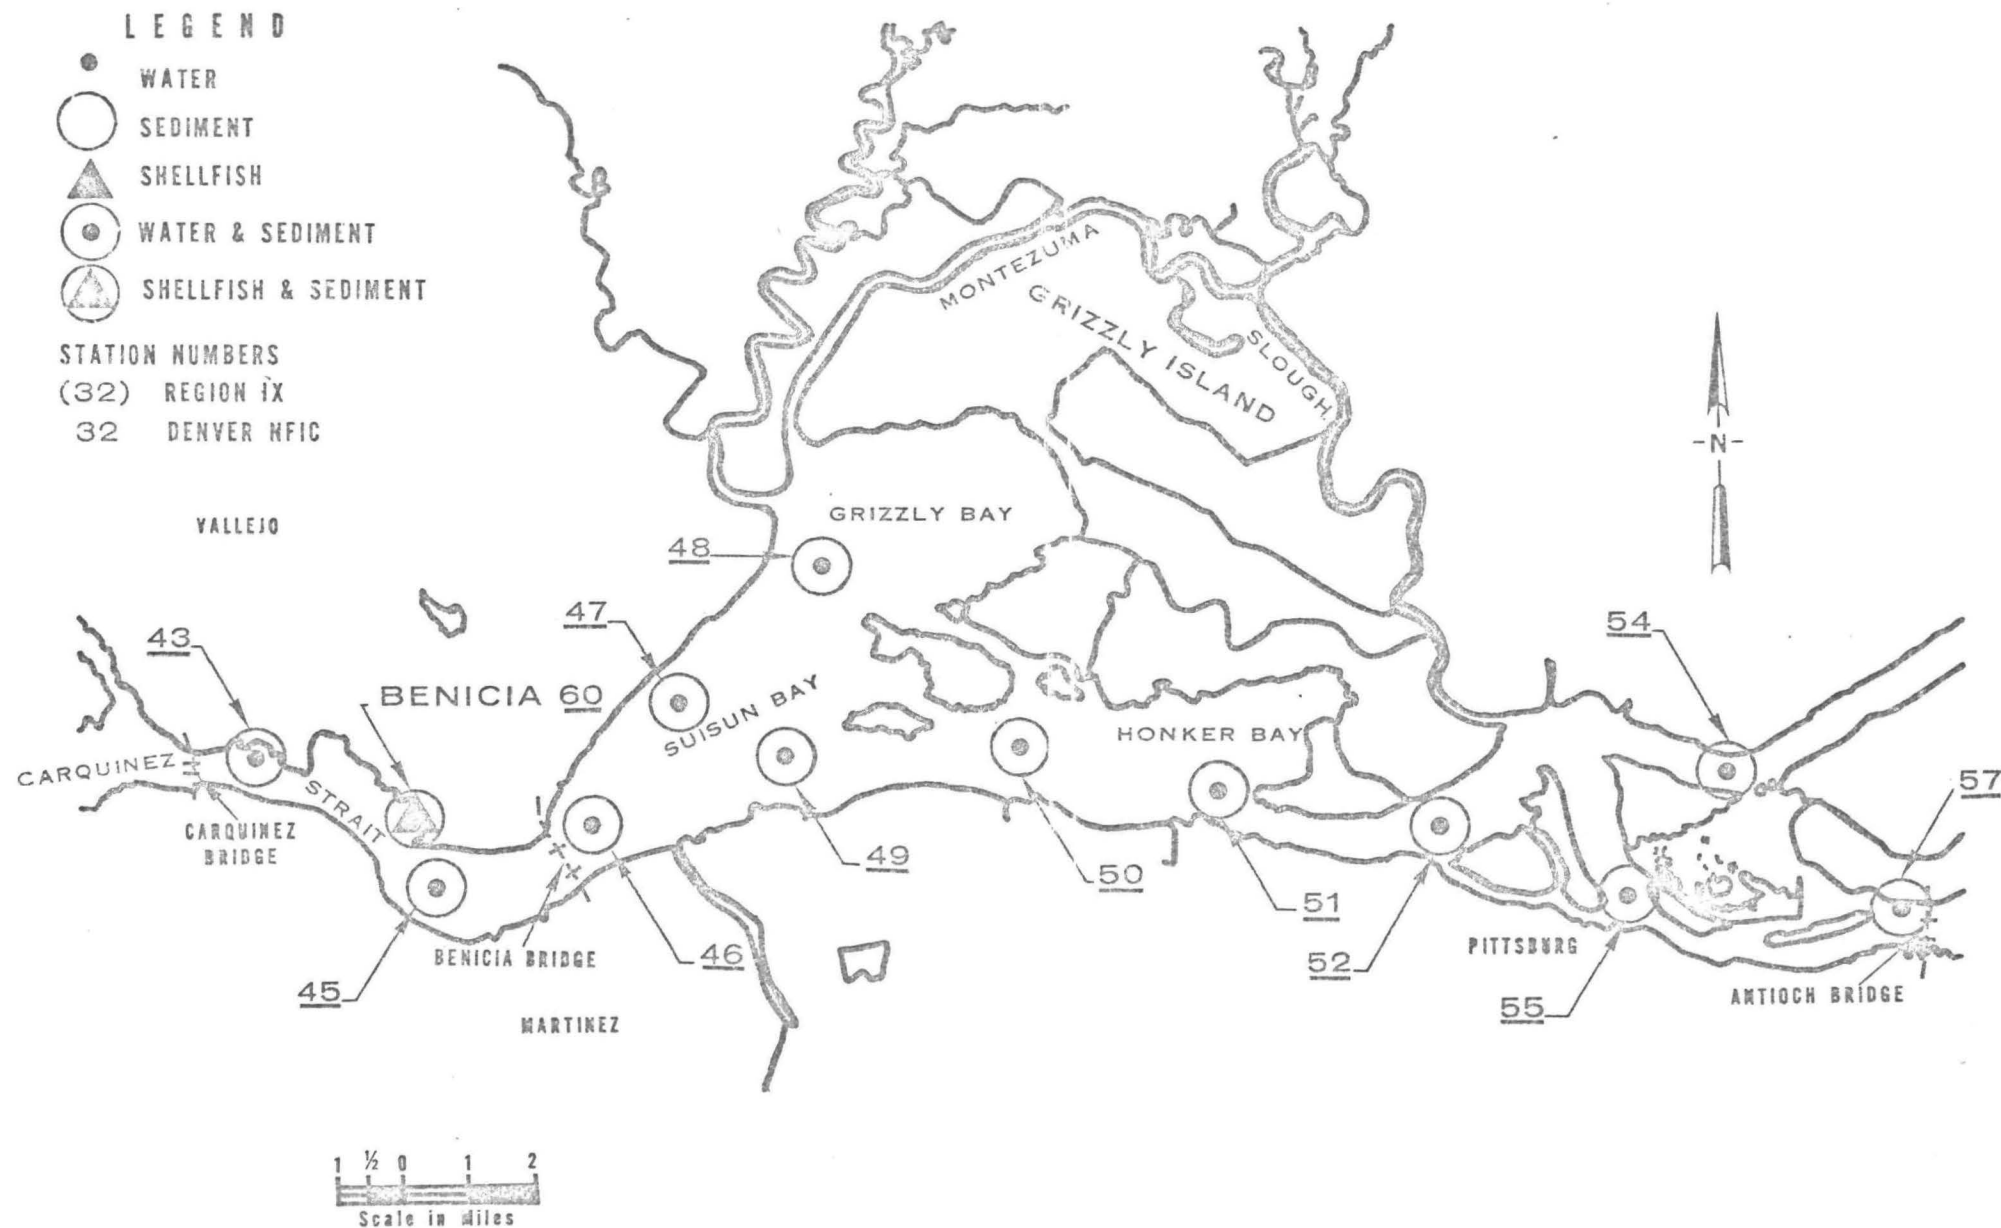 LEGEND
WATER
SEDIMENT
SHELLFISH
WATER & SEDIMENT
SHELLFISH & SEDIMENT
STATION NUMBERS
(32) REGION IX
32 DENVER NFIC
VALLEJO
MONTEZUMA
SLOUGH
GRIZZLY ISLAND
-N-
GRIZZLY BAY
48
47
43
BENICIA 60
54
SUISUN BAY
HONKER BAY
CARQUINEZ
STRAIT
57
CARQUINEZ
BRIDGE
49
50
51
BENICIA BRIDGE
46
52
PITTSBURG
45
55
ANTIOCH BRIDGE
MARTINEZ
1 ½ 0 1 2
Scale in Miles